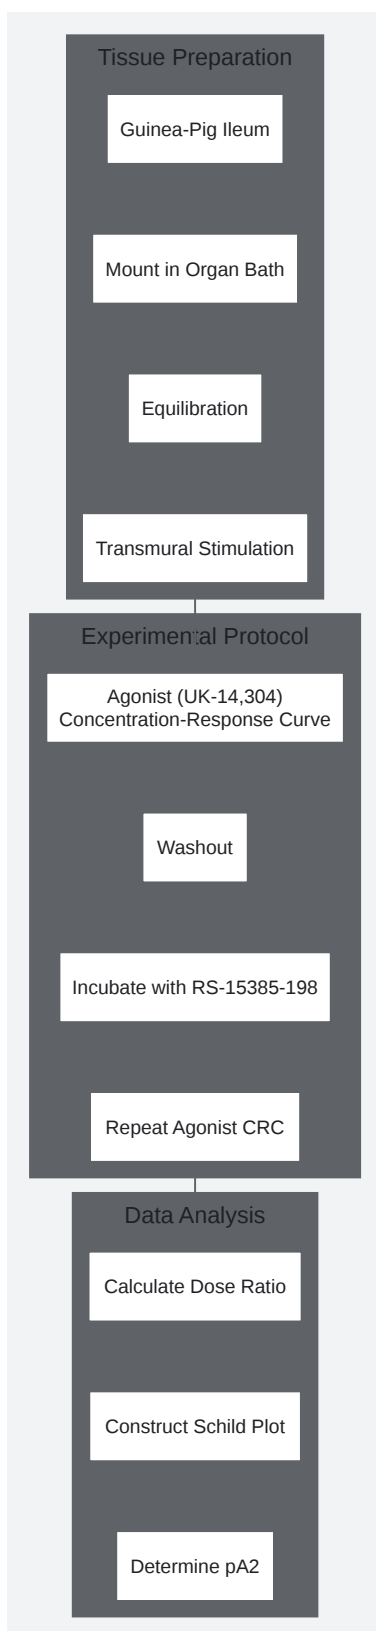 Tissue Preparation
Guinea-Pig Ileum
Mount in Organ Bath
Equilibration
Transmural Stimulation
Experimental Protocol
Agonist (UK-14,304)
Concentration-Response Curve
Washout
Incubate with RS-15385-198
Repeat Agonist CRC
Data Analysis
Calculate Dose Ratio
Construct Schild Plot
Determine pA2